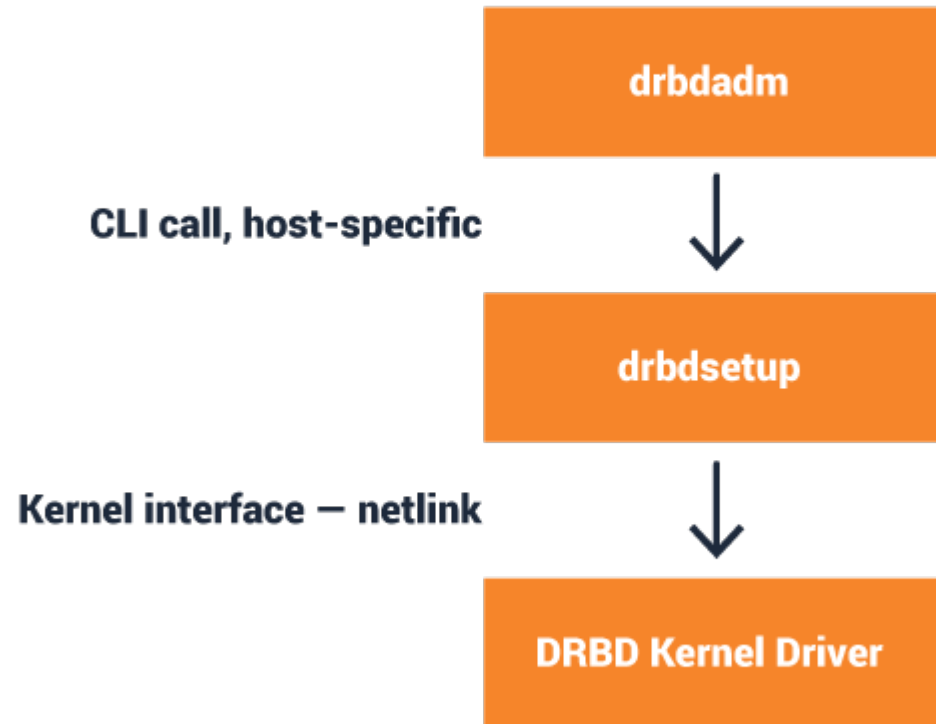 drbdadm
CLI call, host-specific
drbdsetup
Kernel interface — netlink
DRBD Kernel Driver